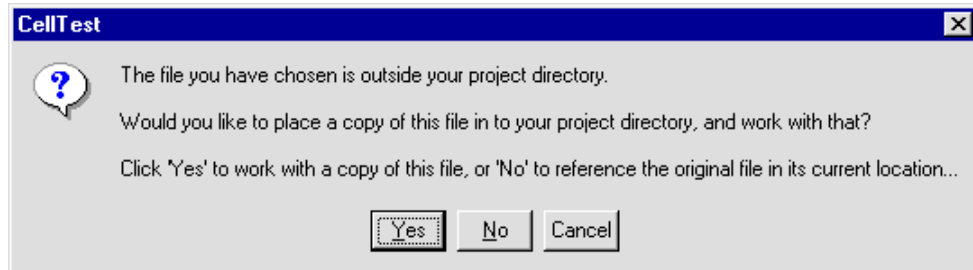 CellTest
The file you have chosen is outside your project directory.
Would you like to place a copy of this file in to your project directory, and work with that?
Click 'Yes' to work with a copy of this file, or 'No' to reference the original file in its current location...
Yes No Cancel